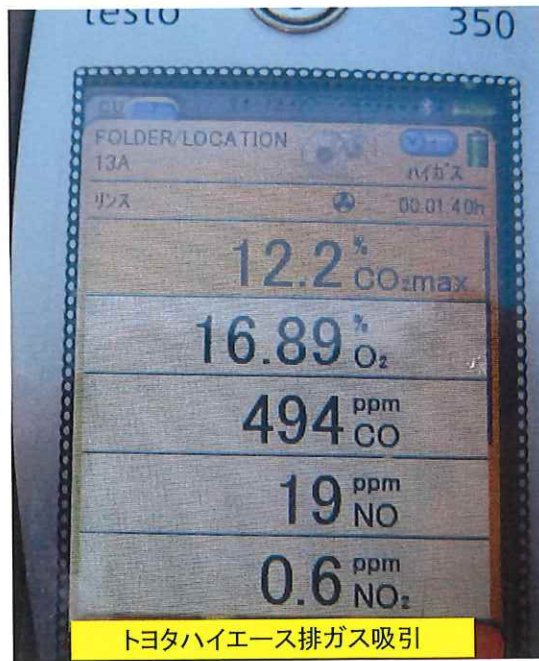 testo
350
FOLDER/LOCATION
13A
ハイガス
リンス
00:01:40h
12.2 % CO₂max
16.89 % O₂
494 ppm CO
19 ppm NO
0.6 ppm NO₂
トヨタハイエース排ガス吸引